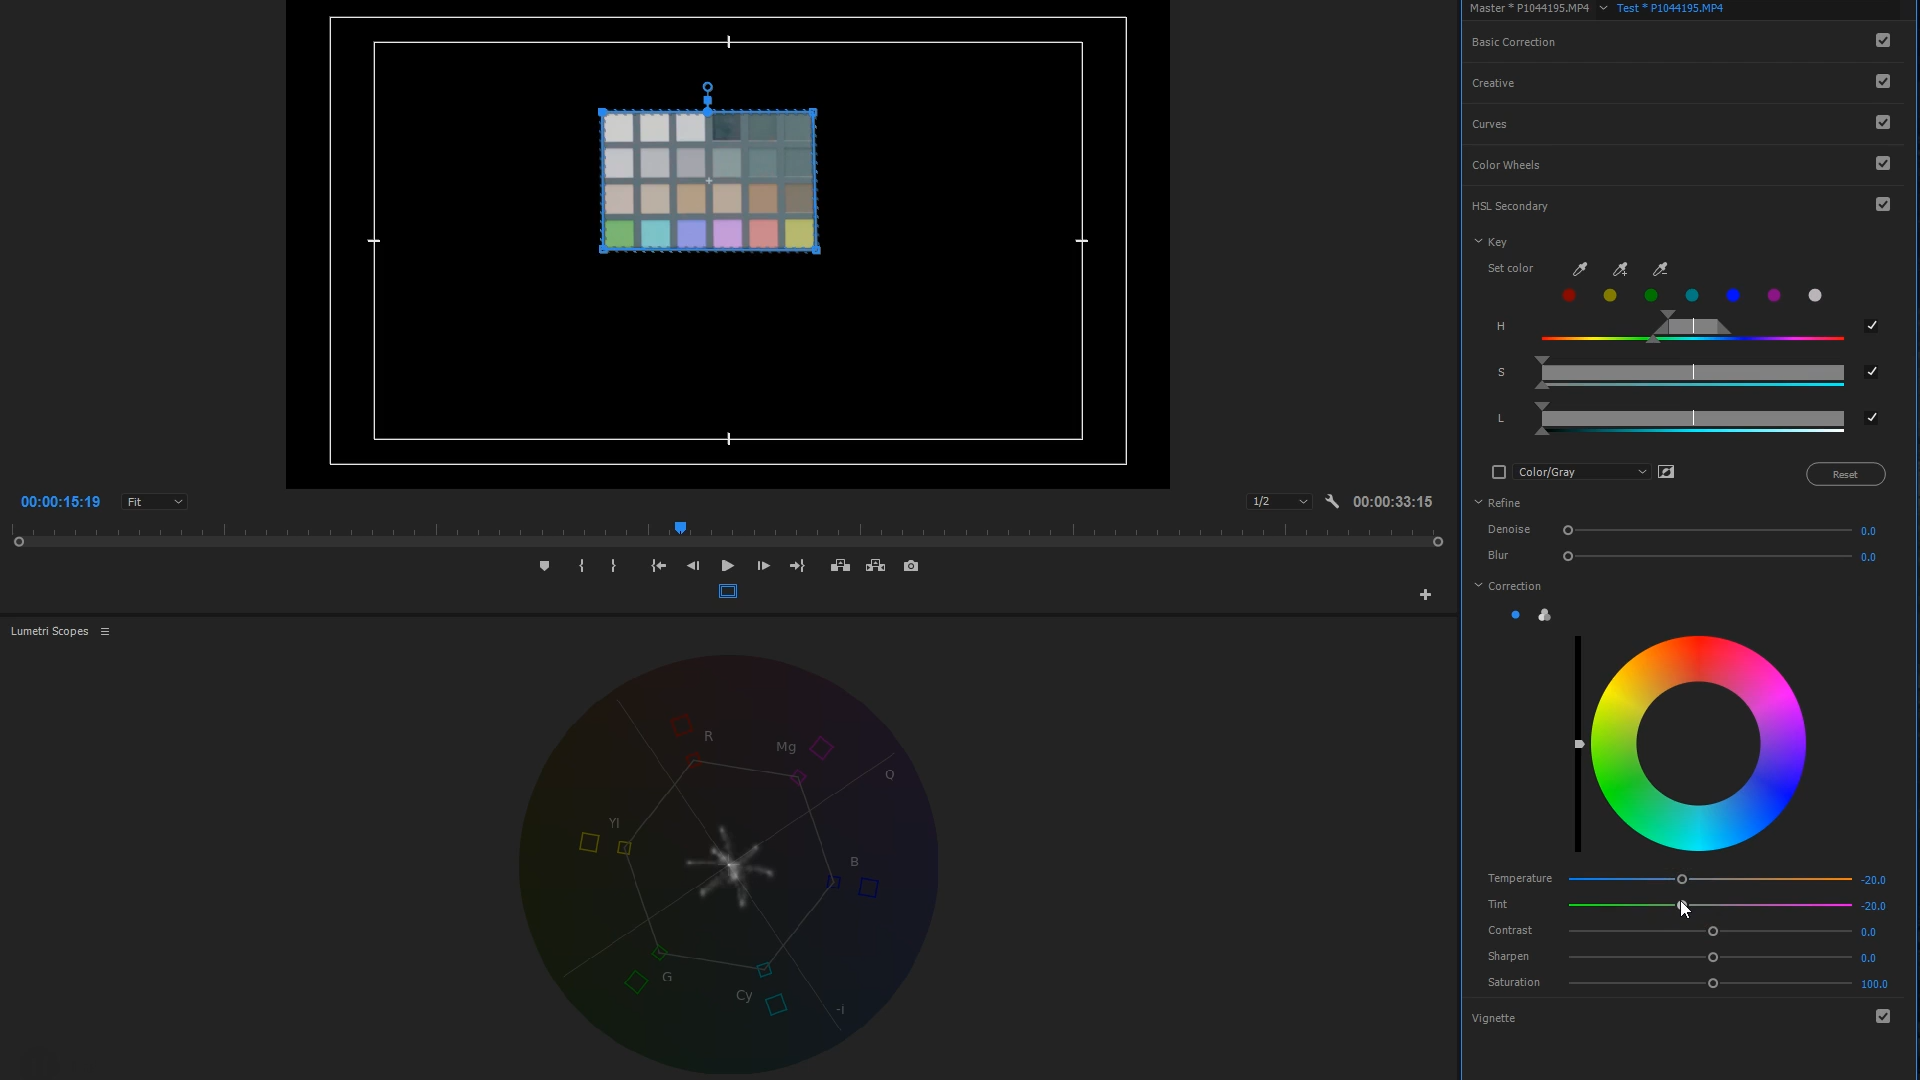 Master * P1044195.MP4 Test * P1044195.MP4
Basic Correction
Creative
Curves
Color Wheels
HSL Secondary
Key
Set color
H
S
L
Color/Gray Reset
Refine
Denoise 0.0
Blur 0.0
Correction
Temperature -20.0
Tint -20.0
Contrast 0.0
Sharpen 0.0
Saturation 100.0
Vignette
00:00:15:19 Fit 1/2 00:00:33:15
Lumetri Scopes
R
Mg
Q
Yl
B
G
Cy
-i